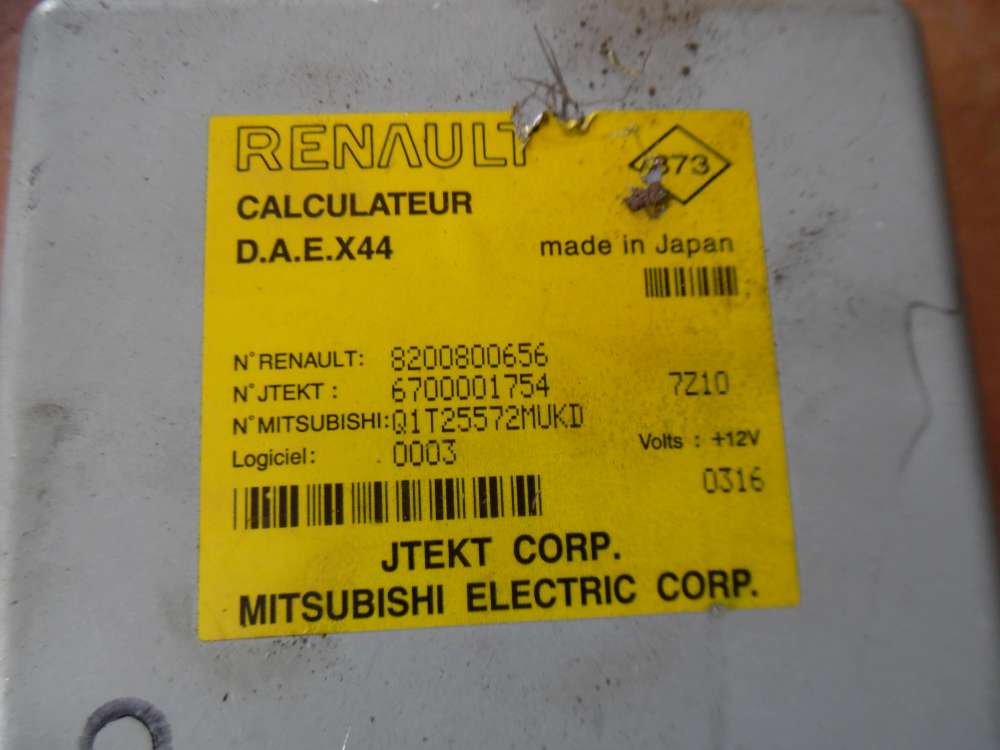 RENAULT
CALCULATEUR
D.A.E.X44
made in Japan
N° RENAULT: 8200800656
N° JTEKT : 6700001754 7Z10
N° MITSUBISHI: Q1T25572MUKD
Volts : +12V
Logiciel: 0003
0316
JTEKT CORP.
MITSUBISHI ELECTRIC CORP.